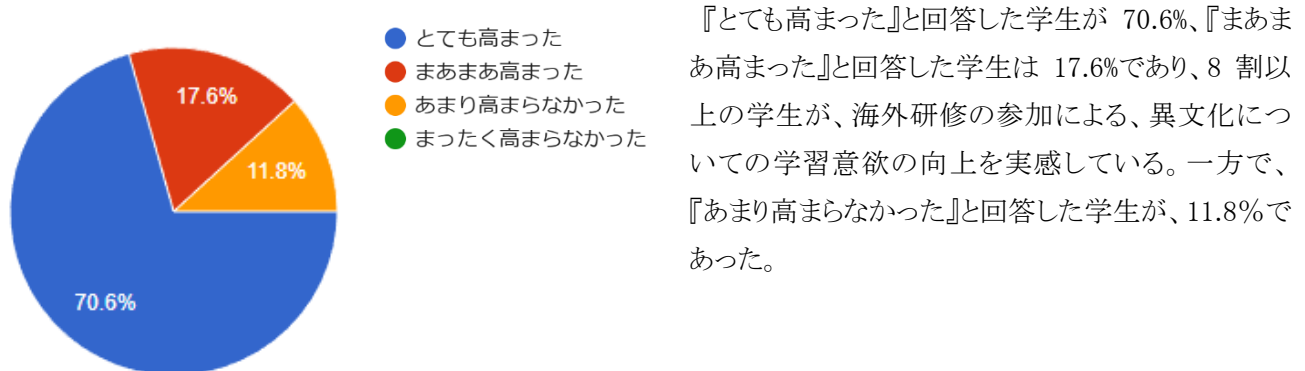 とても高まった
まあまあ高まった
あまり高まらなかった
まったく高まらなかった
17.6%
11.8%
70.6%
『とても高まった』と回答した学生が 70.6%、『まあま
あ高まった』と回答した学生は 17.6%であり、8 割以
上の学生が、海外研修の参加による、異文化につ
いての学習意欲の向上を実感している。一方で、
『あまり高まらなかった』と回答した学生が、11.8％で
あった。